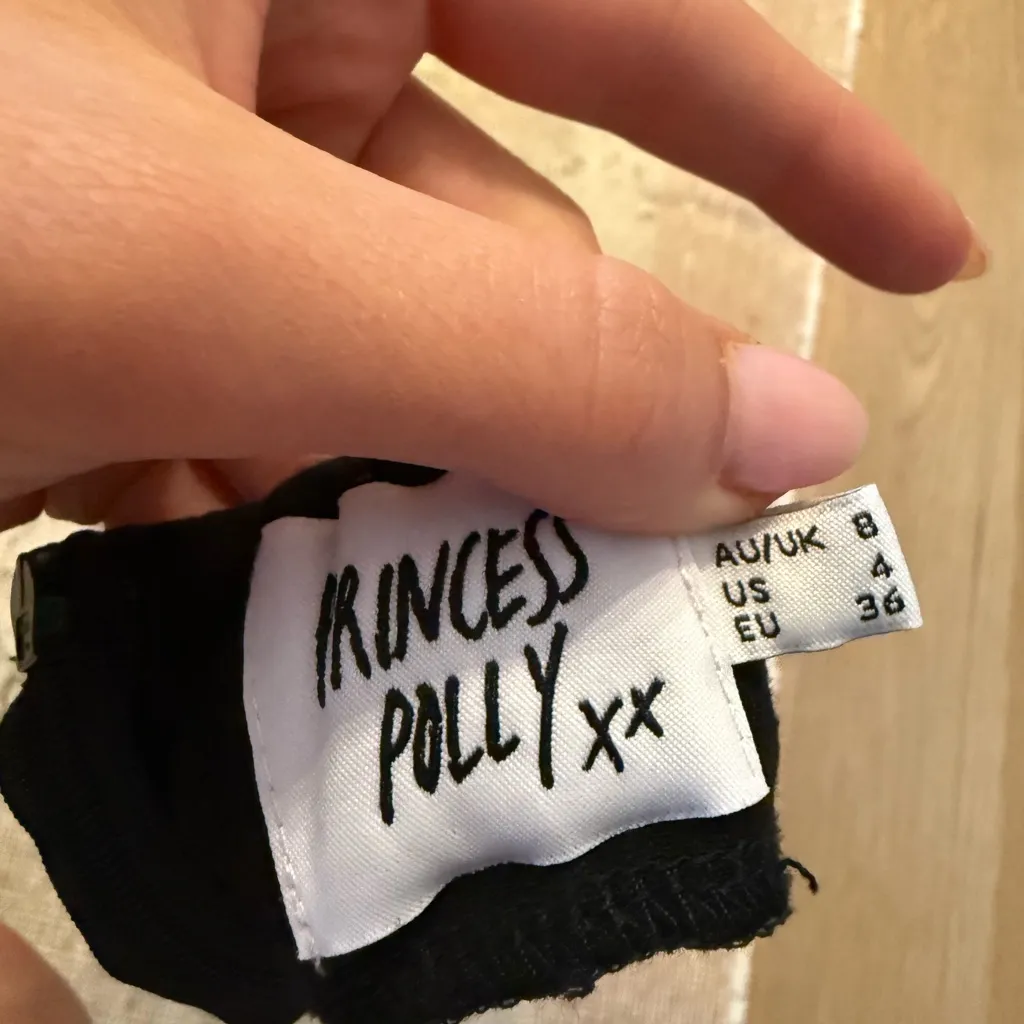 PRINCESS
POLLY xx
AU/UK 8
US 4
EU 36